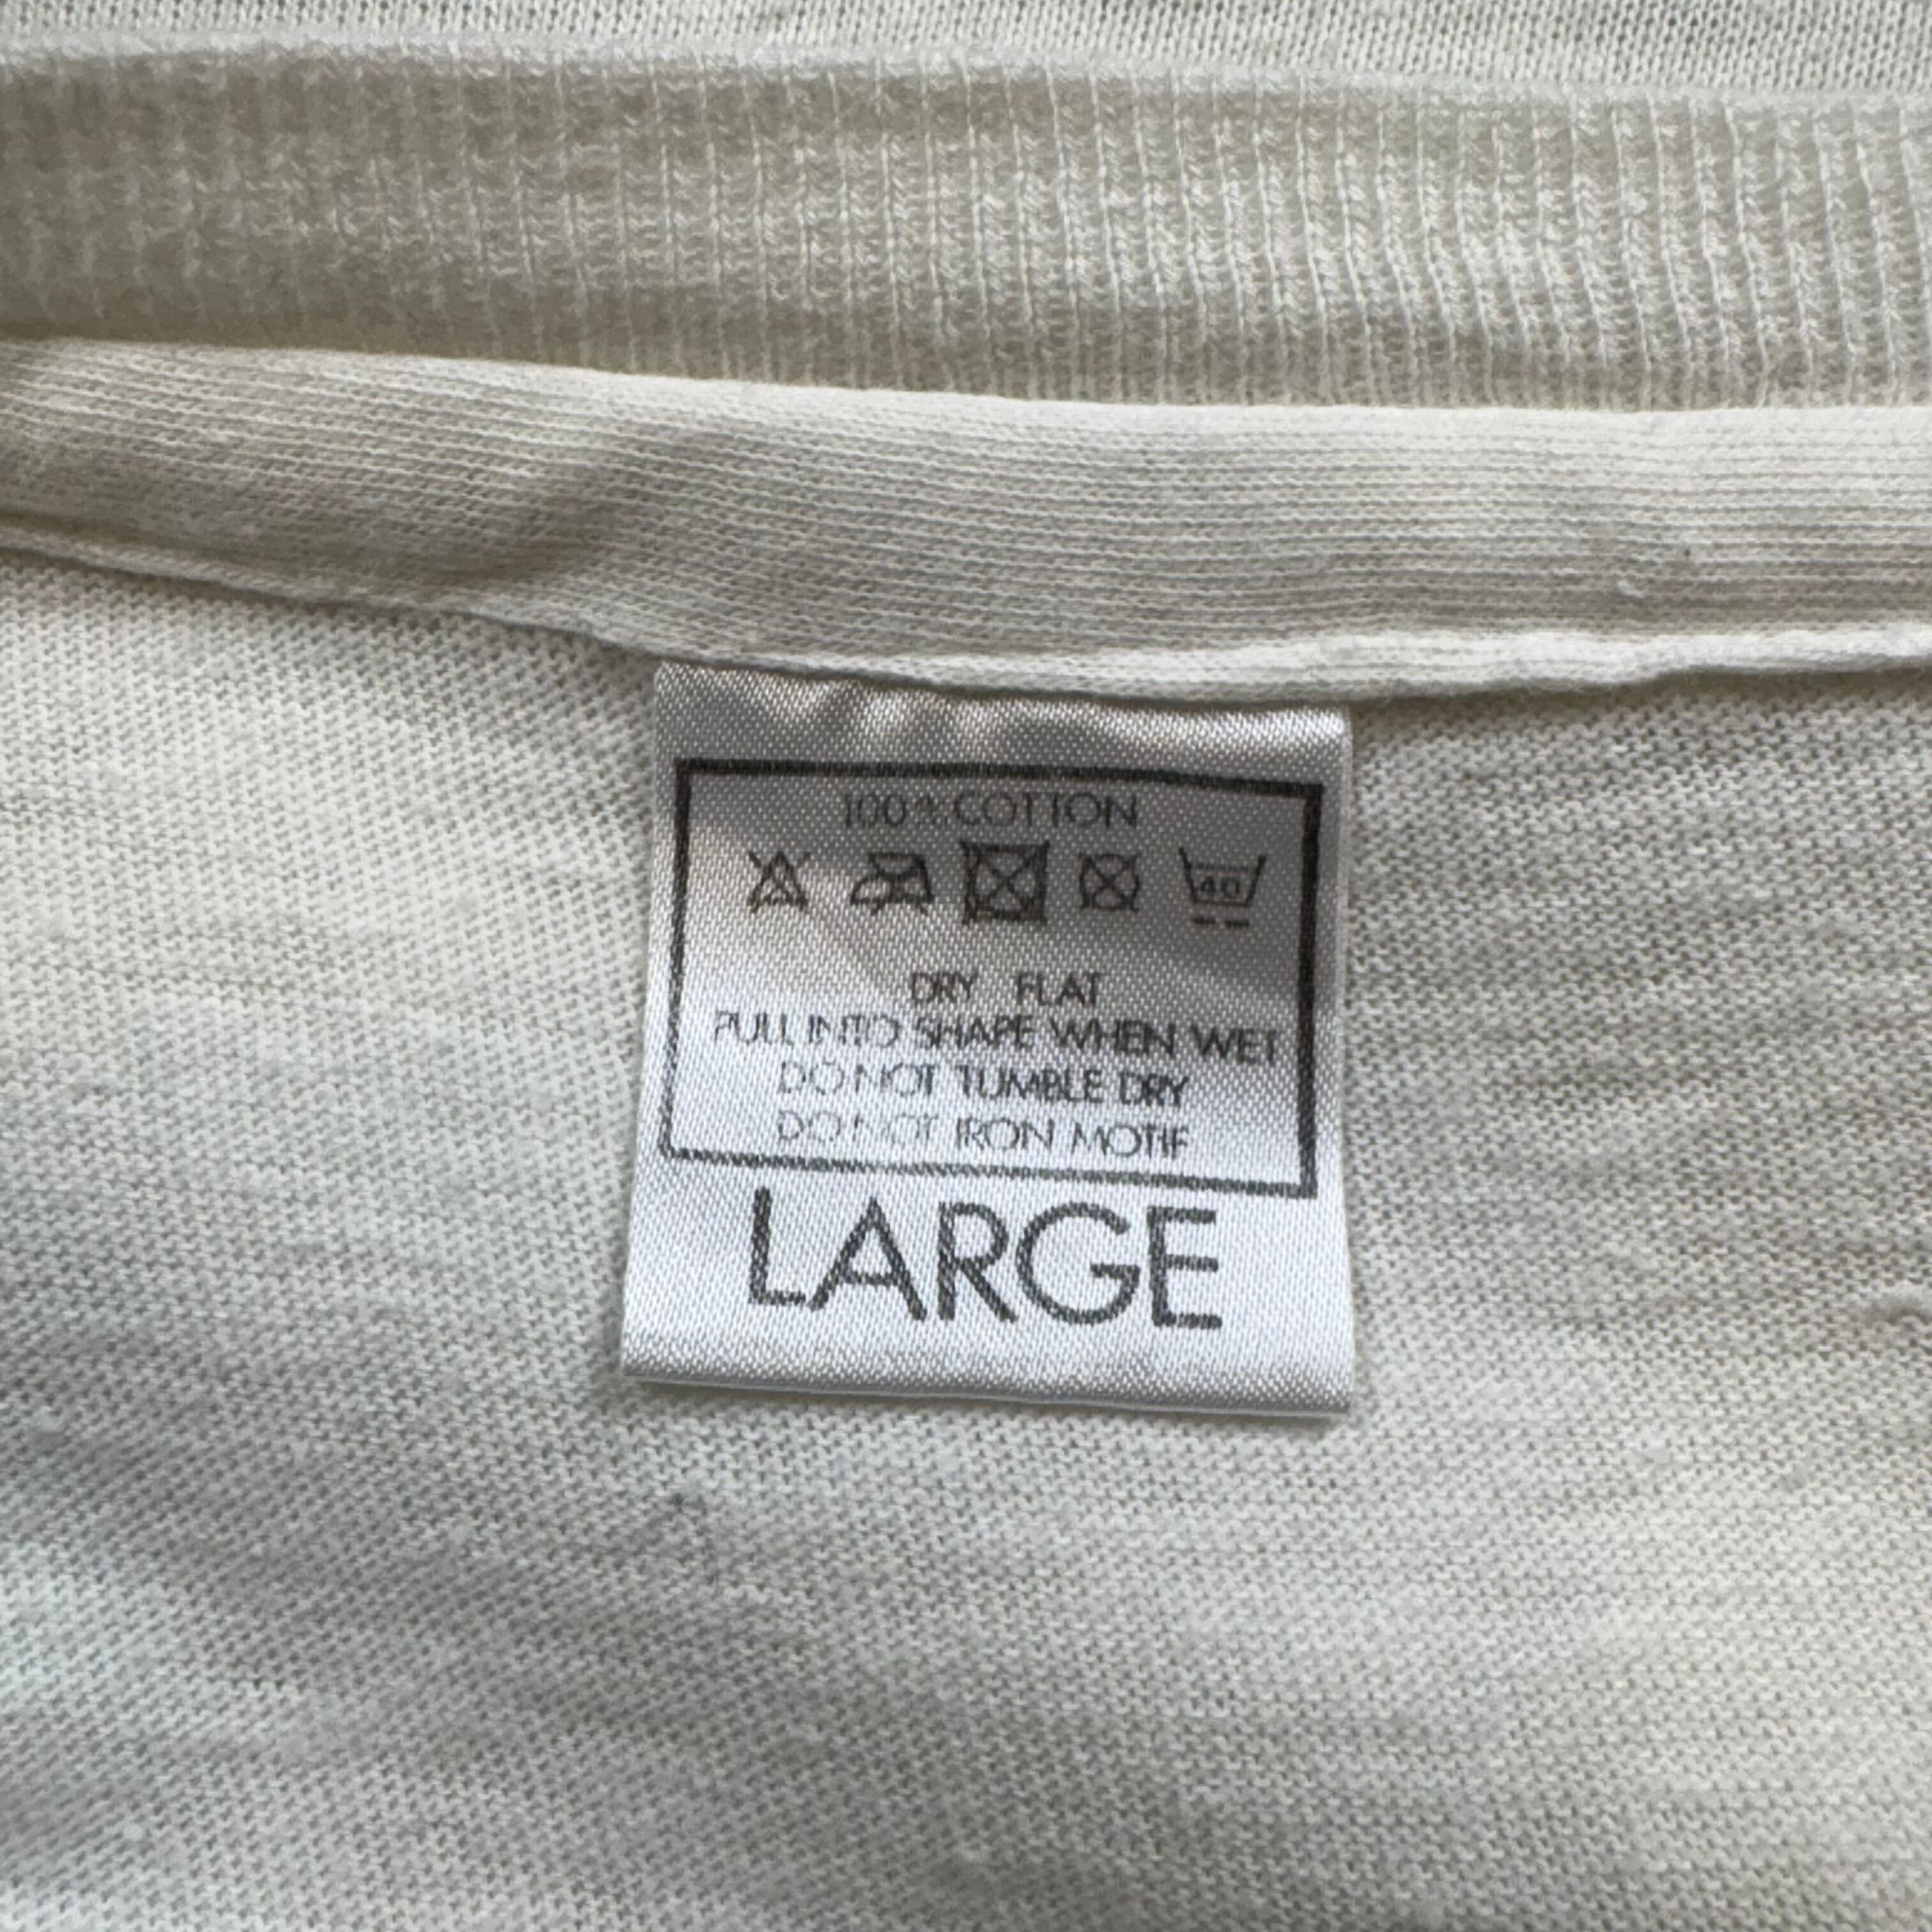 100% COTTON
40
DRY FLAT
PULL INTO SHAPE WHEN WET
DO NOT TUMBLE DRY
DO NOT IRON MOTIF
LARGE